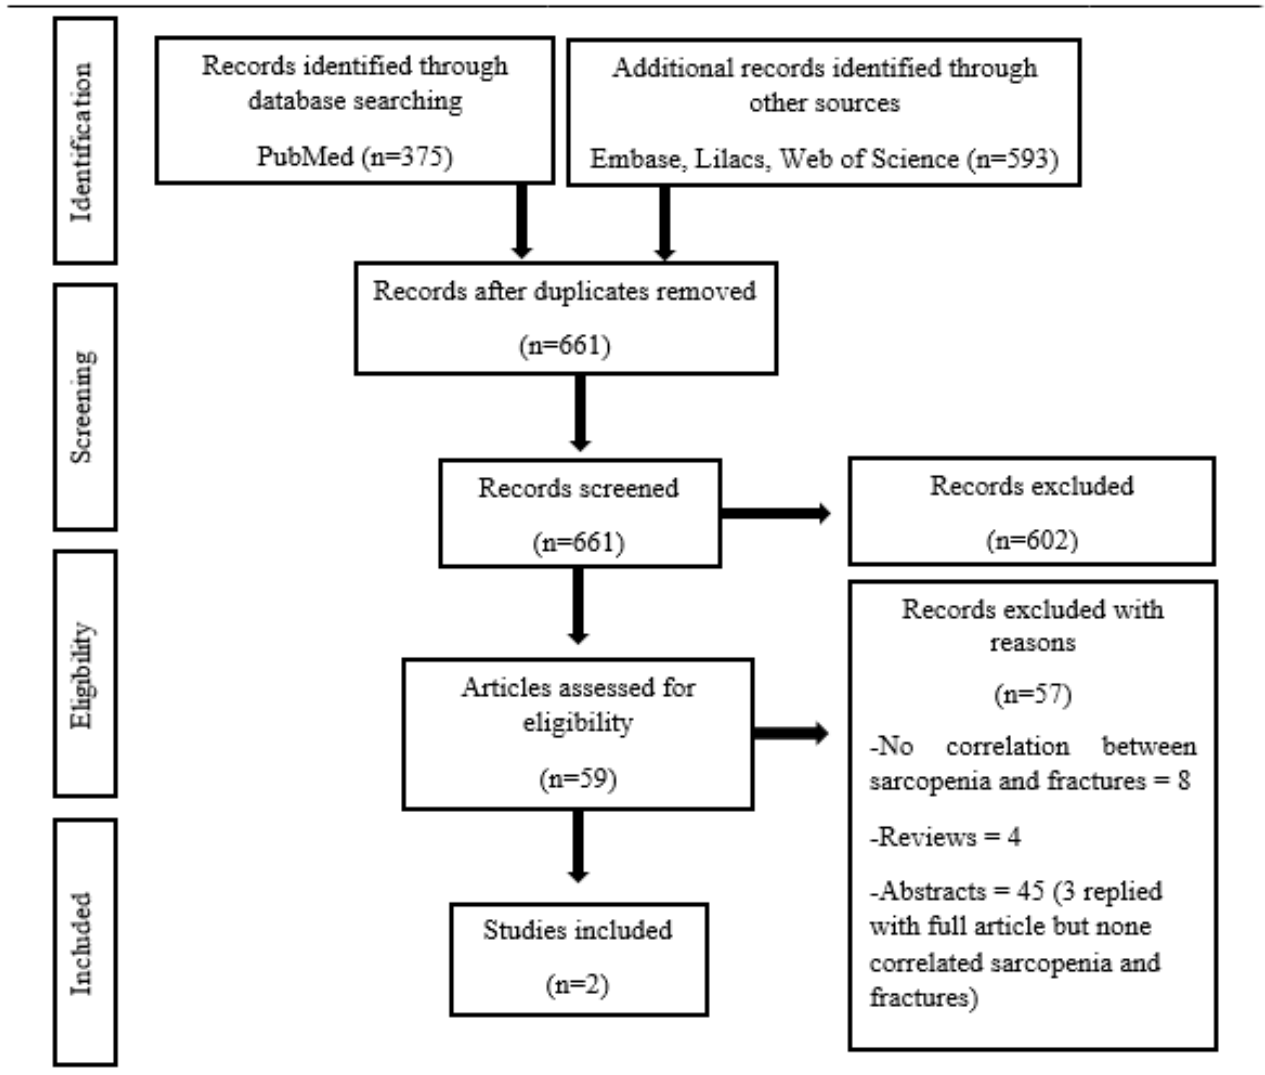 Identification
Records identified through
database searching
PubMed (n=375)
Additional records identified through
other sources
Embase, Lilacs, Web of Science (n=593)
Screening
Records after duplicates removed
(n=661)
Records screened
(n=661)
Records excluded
(n=602)
Eligibility
Articles assessed for
eligibility
(n=59)
Records excluded with
reasons
(n=57)
-No correlation between
sarcopenia and fractures = 8
-Reviews = 4
-Abstracts = 45 (3 replied
with full article but none
correlated sarcopenia and
fractures)
Included
Studies included
(n=2)